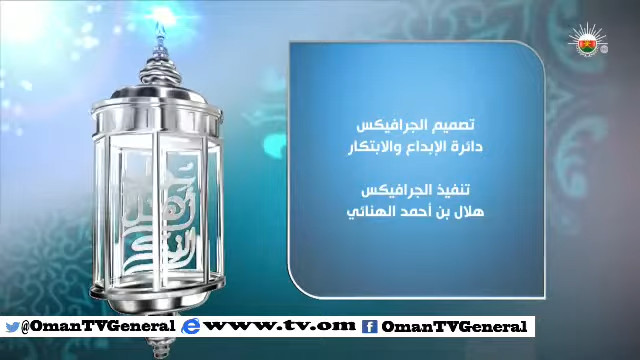 تصميم الجرافيكس
دائرة الإبداع والابتكار
تنفيذ الجرافيكس
هلال بن أحمد الهنائي
@OmanTVGeneral www.tv.om OmanTVGeneral